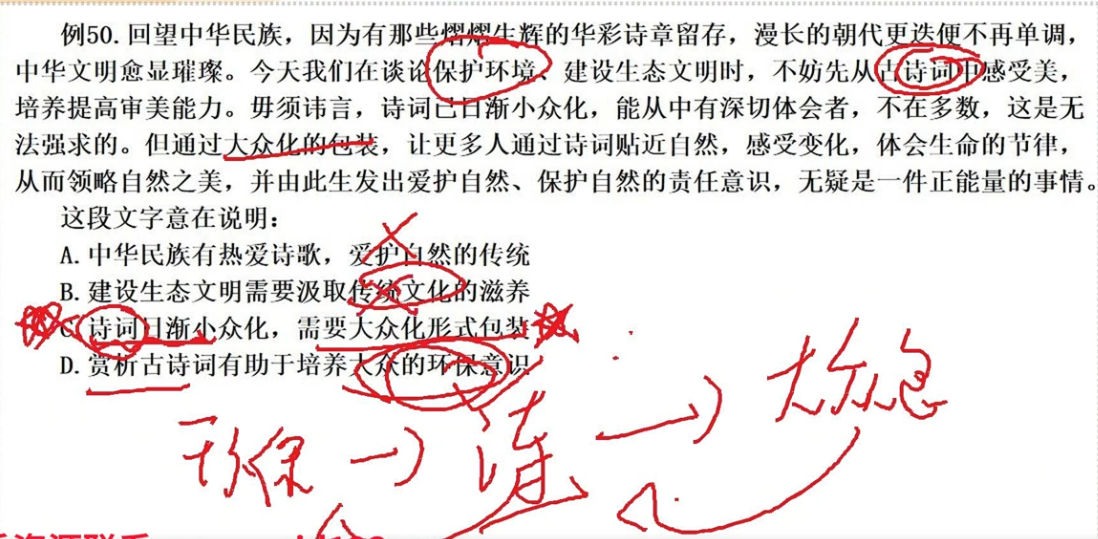 例50.回望中华民族，因为有那些熠熠生辉的华彩诗章留存，漫长的朝代更迭便不再单调，
中华文明愈显璀璨。今天我们在谈论保护环境、建设生态文明时，不妨先从古诗词中感受美，
培养提高审美能力。毋须讳言，诗词已日渐小众化，能从中有深切体会者，不在多数，这是无
法强求的。但通过大众化的包装，让更多人通过诗词贴近自然，感受变化，体会生命的节律，
从而领略自然之美，并由此生发出爱护自然、保护自然的责任意识，无疑是一件正能量的事情。
这段文字意在说明：
A.中华民族有热爱诗歌，爱护自然的传统
B.建设生态文明需要汲取传统文化的滋养
C.诗词日渐小众化，需要大众化形式包装
D.赏析古诗词有助于培养大众的环保意识
环保 → → 大众